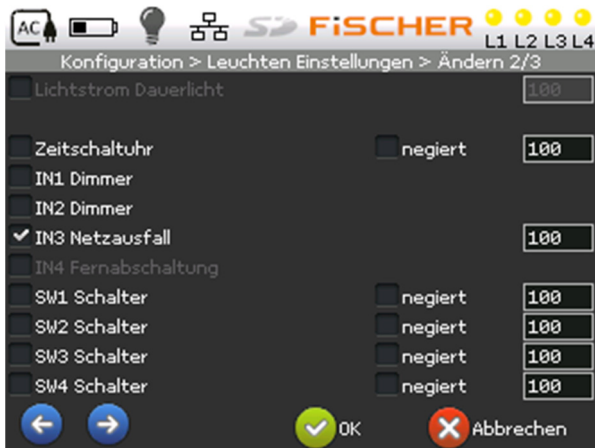 AC SD FiSCHER L1 L2 L3 L4
Konfiguration > Leuchten Einstellungen > Ändern 2/3
Lichtstrom Dauerlicht 100
Zeitschaltuhr negiert 100
IN1 Dimmer
IN2 Dimmer
IN3 Netzausfall 100
IN4 Fernabschaltung
SW1 Schalter negiert 100
SW2 Schalter negiert 100
SW3 Schalter negiert 100
SW4 Schalter negiert 100
OK Abbrechen